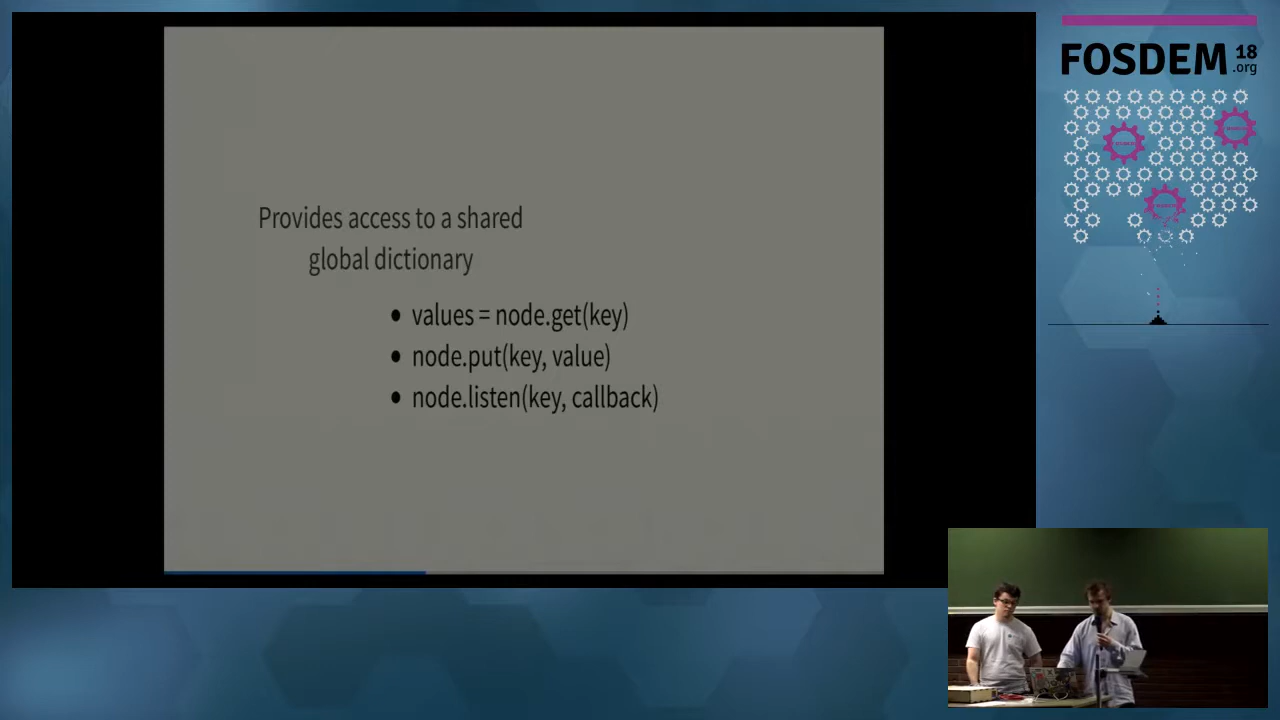 Provides access to a shared
global dictionary
• values = node.get(key)
• node.put(key, value)
• node.listen(key, callback)
FOSDEM 18
.org